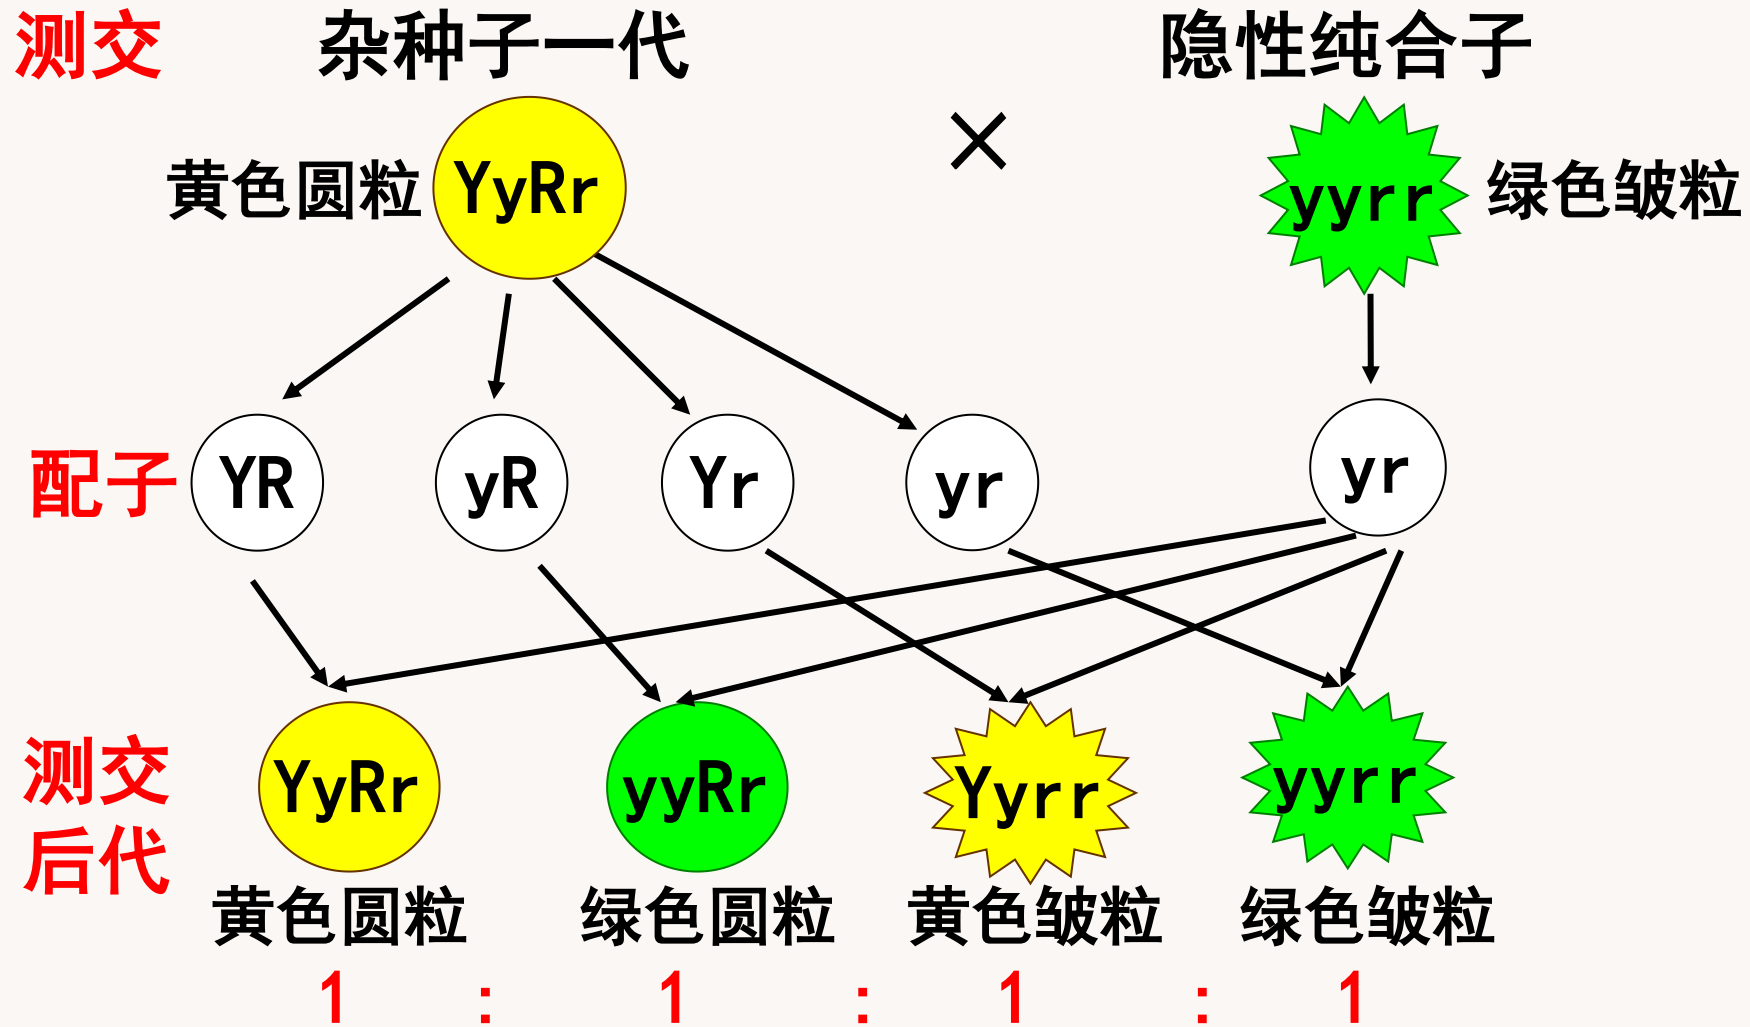 测交 杂种子一代 隐性纯合子
黄色圆粒 YyRr × yyrr 绿色皱粒
配子 YR yR Yr yr yr
测交 YyRr yyRr Yyrr yyrr
后代
黄色圆粒 绿色圆粒 黄色皱粒 绿色皱粒
1 : 1 : 1 : 1